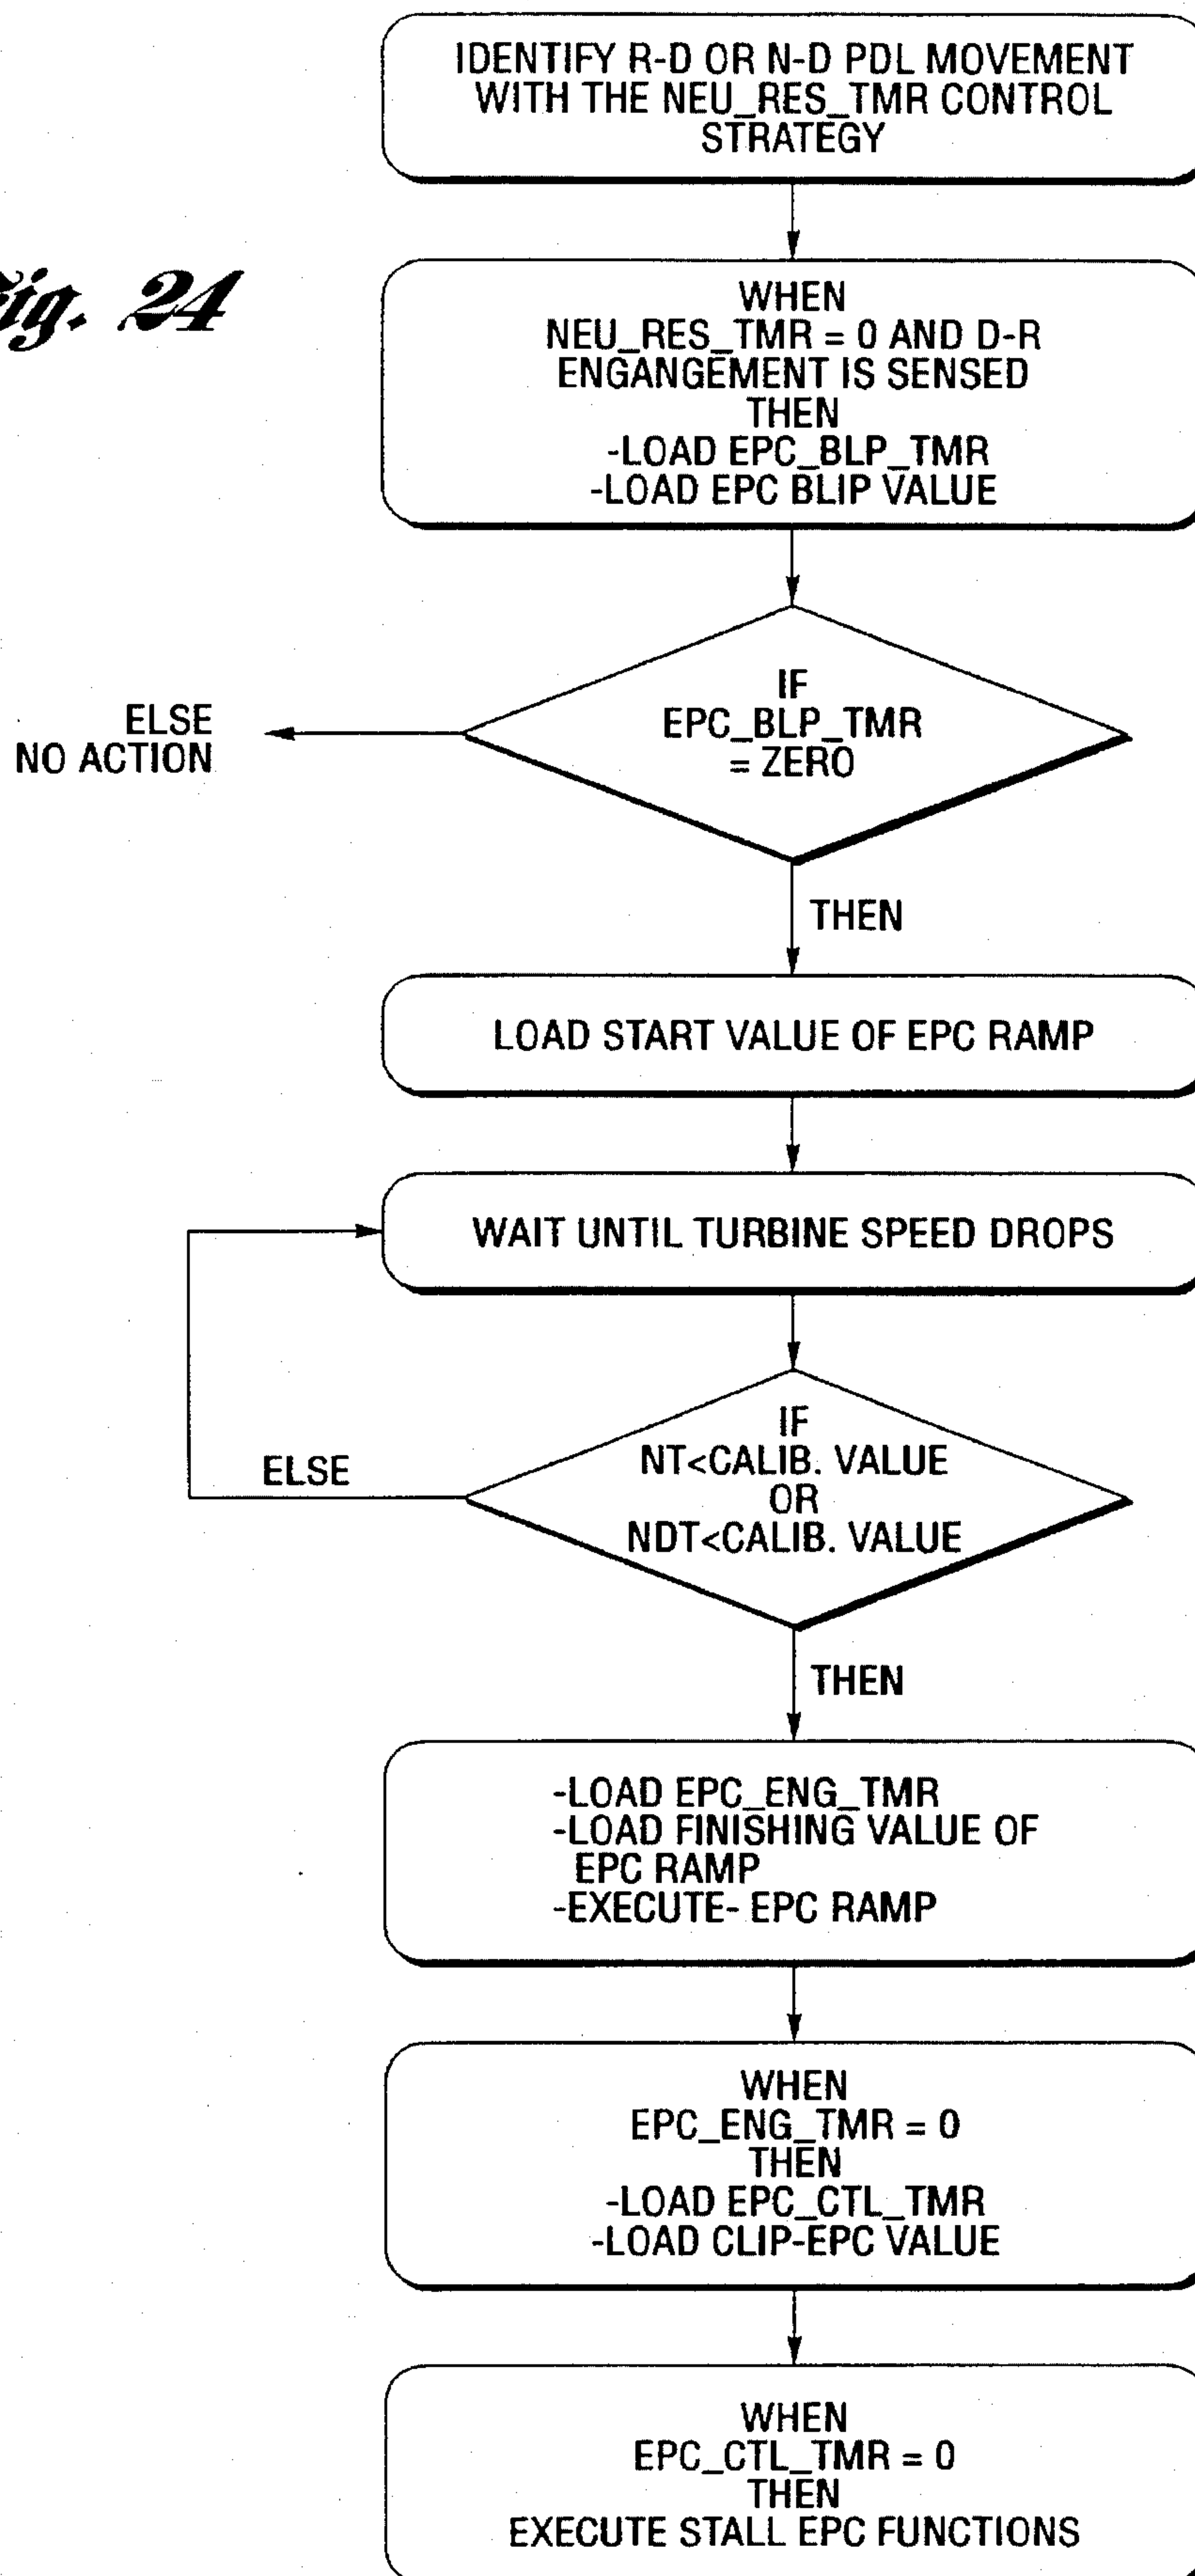 IDENTIFY R-D OR N-D PDL MOVEMENT
WITH THE NEU_RES_TMR CONTROL
STRATEGY
ig. 24
WHEN
NEU_RES_TMR = 0 AND D-R
ENGANGEMENT IS SENSED
THEN
-LOAD EPC_BLP_TMR
-LOAD EPC BLIP VALUE
IF
EPC_BLP_TMR
= ZERO
ELSE
NO ACTION
THEN
LOAD START VALUE OF EPC RAMP
WAIT UNTIL TURBINE SPEED DROPS
IF
NT<CALIB. VALUE
OR
NDT<CALIB. VALUE
ELSE
THEN
-LOAD EPC_ENG_TMR
-LOAD FINISHING VALUE OF
EPC RAMP
-EXECUTE- EPC RAMP
WHEN
EPC_ENG_TMR = 0
THEN
-LOAD EPC_CTL_TMR
-LOAD CLIP-EPC VALUE
WHEN
EPC_CTL_TMR = 0
THEN
EXECUTE STALL EPC FUNCTIONS